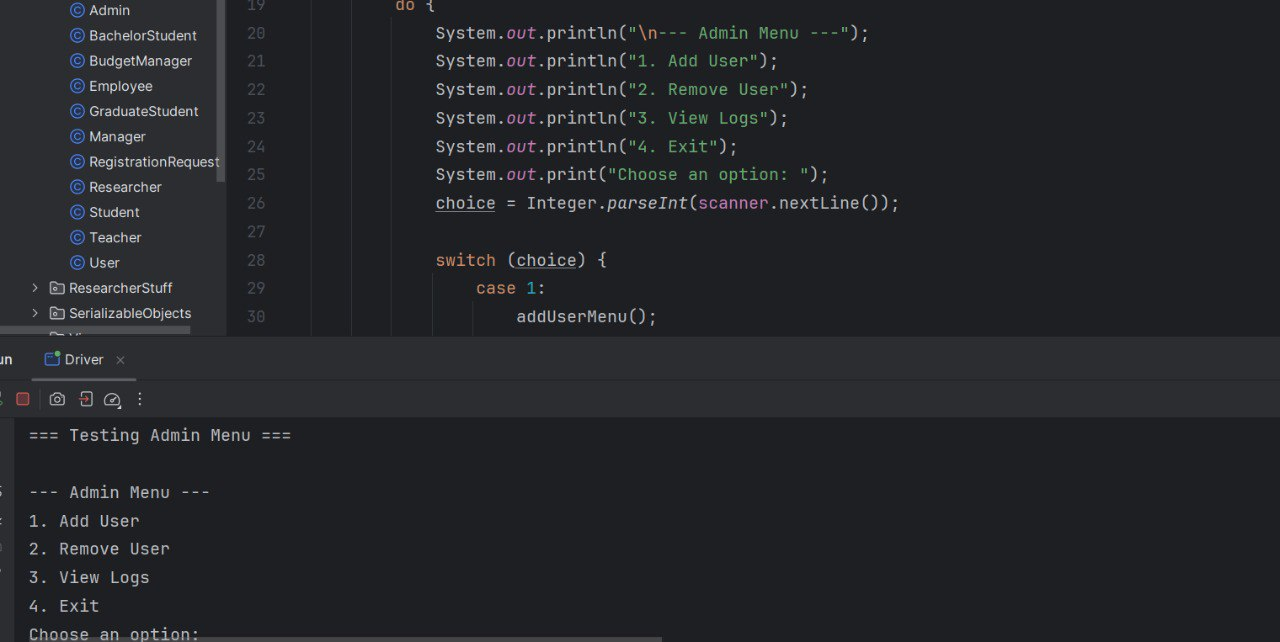 Admin
BachelorStudent
BudgetManager
Employee
GraduateStudent
Manager
RegistrationRequest
Researcher
Student
Teacher
User
ResearcherStuff
SerializableObjects
19 do {
20 System.out.println("\n--- Admin Menu ---");
21 System.out.println("1. Add User");
22 System.out.println("2. Remove User");
23 System.out.println("3. View Logs");
24 System.out.println("4. Exit");
25 System.out.print("Choose an option: ");
26 choice = Integer.parseInt(scanner.nextLine());
27
28 switch (choice) {
29 case 1:
30 addUserMenu();
Driver
=== Testing Admin Menu ===
--- Admin Menu ---
1. Add User
2. Remove User
3. View Logs
4. Exit
Choose an option: